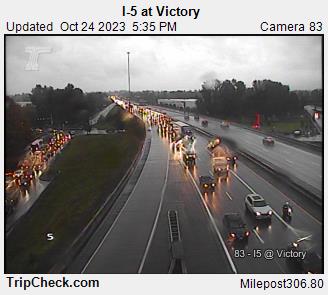 I-5 at Victory
Updated Oct 24 2023 5:35 PM Camera 83
T
S
83 - I5 @ Victory
TripCheck.com Milepost306.80